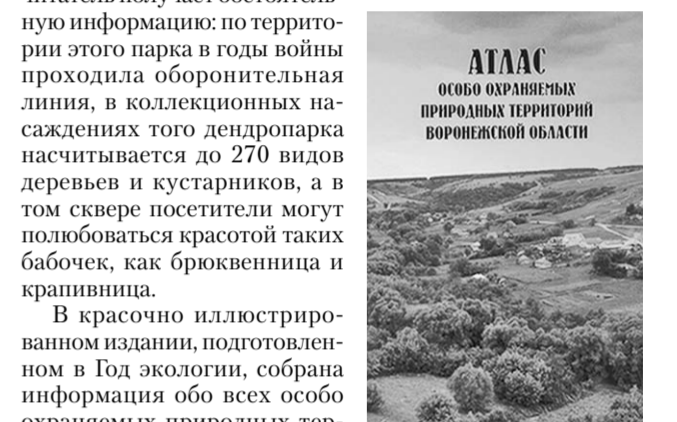 читатель получает обстоятель-
ную информацию: по террито-
рии этого парка в годы войны
проходила оборонительная
линия, в коллекционных на-
саждениях того дендропарка
насчитывается до 270 видов
деревьев и кустарников, а в
том сквере посетители могут
полюбоваться красотой таких
бабочек, как брюквенница и
крапивница.
В красочно иллюстриро-
ванном издании, подготовлен-
ном в Год экологии, собрана
информация обо всех особо
охраняемых природных тер-
АТЛАС
ОСОБО ОХРАНЯЕМЫХ
ПРИРОДНЫХ ТЕРРИТОРИЙ
ВОРОНЕЖСКОЙ ОБЛАСТИ